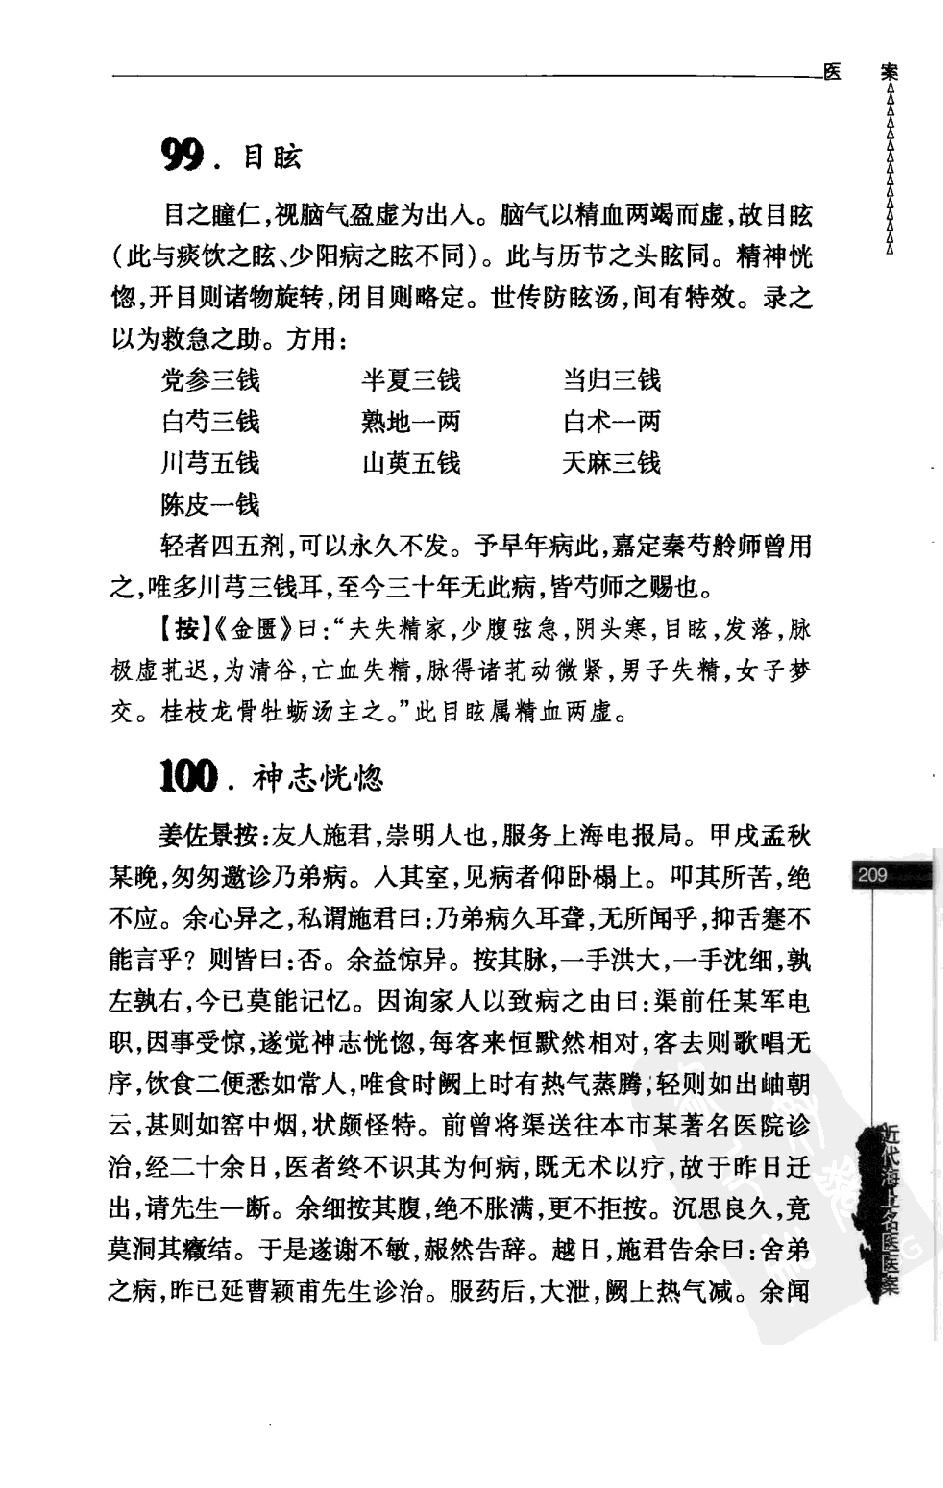 医 案
99. 目眩
目之瞳仁,视脑气盈虚为出入。脑气以精血两竭而虚,故目眩
(此与痰饮之眩、少阳病之眩不同)。此与历节之头眩同。精神恍
惚,开目则诸物旋转,闭目则略定。世传防眩汤,间有特效。录之
以为救急之助。方用:
党参三钱 半夏三钱 当归三钱
白芍三钱 熟地一两 白术一两
川芎五钱 山萸五钱 天麻三钱
陈皮一钱
轻者四五剂,可以永久不发。予早年病此,嘉定秦芍舲师曾用
之,唯多川芎三钱耳,至今三十年无此病,皆芍师之赐也。
【按】《金匮》曰:“夫失精家,少腹弦急,阴头寒,目眩,发落,脉
极虚芤迟,为清谷,亡血失精,脉得诸芤动微紧,男子失精,女子梦
交。桂枝龙骨牡蛎汤主之。”此目眩属精血两虚。
100. 神志恍惚
姜佐景按:友人施君,崇明人也,服务上海电报局。甲戌孟秋
某晚,匆匆邀诊乃弟病。入其室,见病者仰卧榻上。叩其所苦,绝
不应。余心异之,私谓施君曰:乃弟病久耳聋,无所闻乎,抑舌蹇不
能言乎?则皆曰:否。余益惊异。按其脉,一手洪大,一手沈细,孰
左孰右,今已莫能记忆。因询家人以致病之由曰:渠前任某军电
职,因事受惊,遂觉神志恍惚,每客来恒默然相对,客去则歌唱无
序,饮食二便悉如常人,唯食时阙上时有热气蒸腾,轻则如出岫朝
云,甚则如窑中烟,状颇怪特。前曾将渠送往本市某著名医院诊
治,经二十余日,医者终不识其为何病,既无术以疗,故于昨日迁
出,请先生一断。余细按其腹,绝不胀满,更不拒按。沉思良久,竟
莫洞其癥结。于是遂谢不敏,赧然告辞。越日,施君告余曰:舍弟
之病,昨已延曹颖甫先生诊治。服药后,大泄,阙上热气减。余闻
209
近代海上名医医案